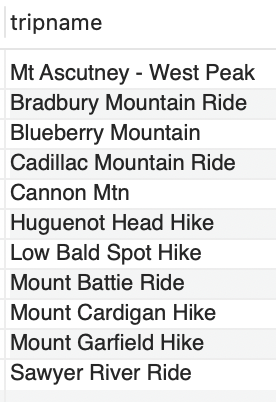 tripname
Mt Ascutney - West Peak
Bradbury Mountain Ride
Blueberry Mountain
Cadillac Mountain Ride
Cannon Mtn
Huguenot Head Hike
Low Bald Spot Hike
Mount Battie Ride
Mount Cardigan Hike
Mount Garfield Hike
Sawyer River Ride